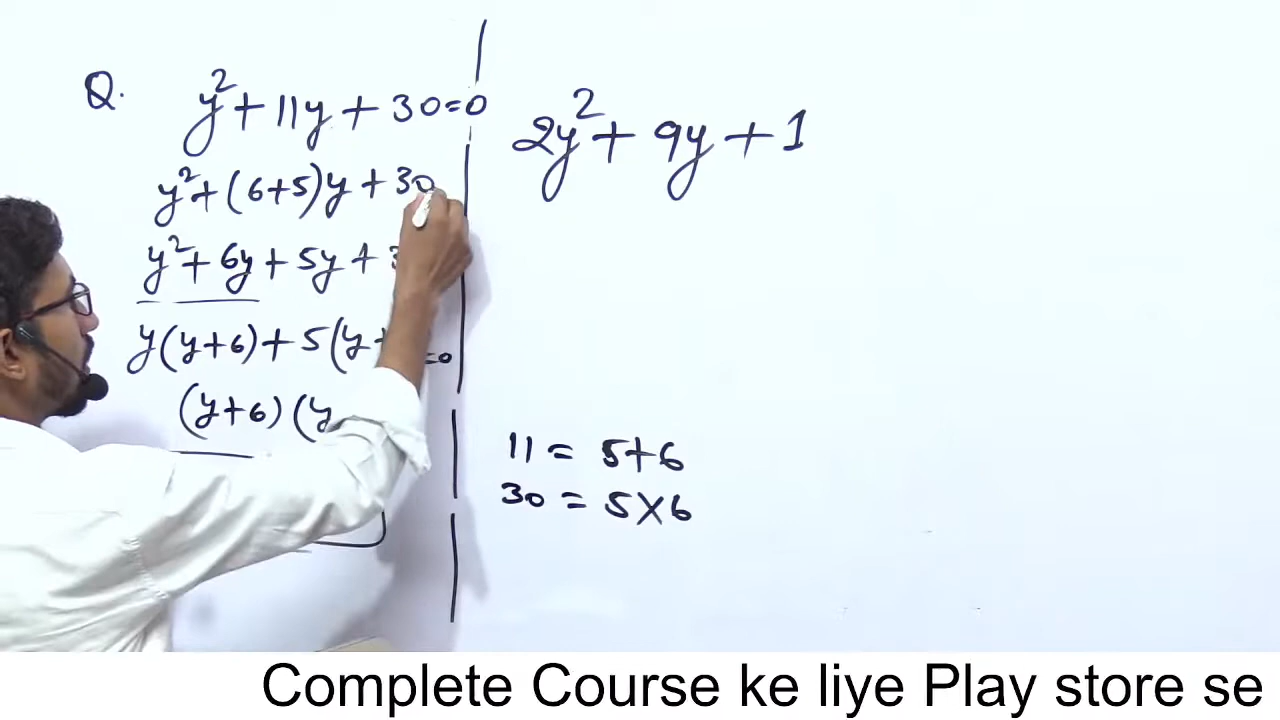 Q. y²+11y+30=0
y²+(6+5)y+30
y²+6y+5y+
y(y+6)+5(y+ =0
(y+6)(y
2y²+9y+1
11=5+6
30=5×6
Complete Course ke liye Play store se